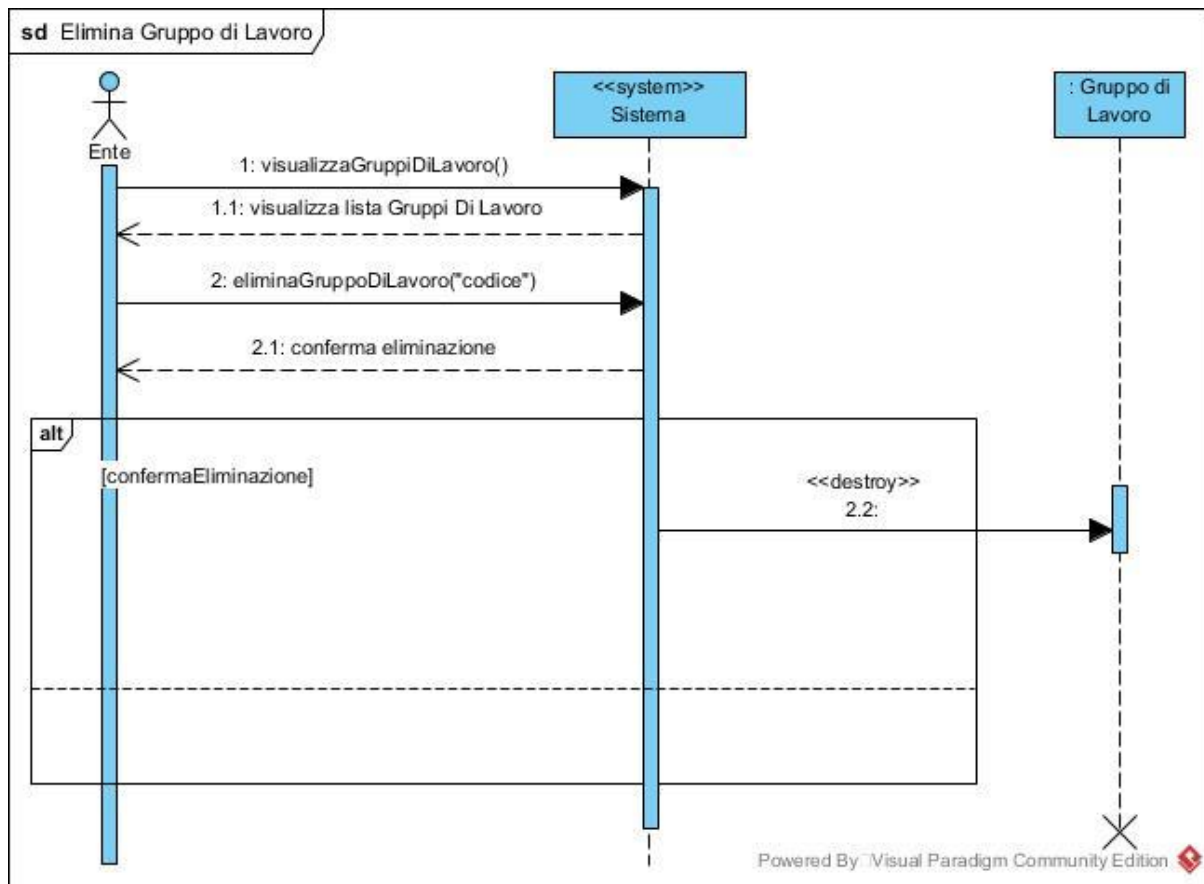 sd Elimina Gruppo di Lavoro
<<system>>
Sistema
: Gruppo di
Lavoro
Ente
1: visualizzaGruppiDiLavoro()
1.1: visualizza lista Gruppi Di Lavoro
2: eliminaGruppoDiLavoro("codice")
2.1: conferma eliminazione
alt
[confermaEliminazione]
<<destroy>>
2.2:
Powered By Visual Paradigm Community Edition